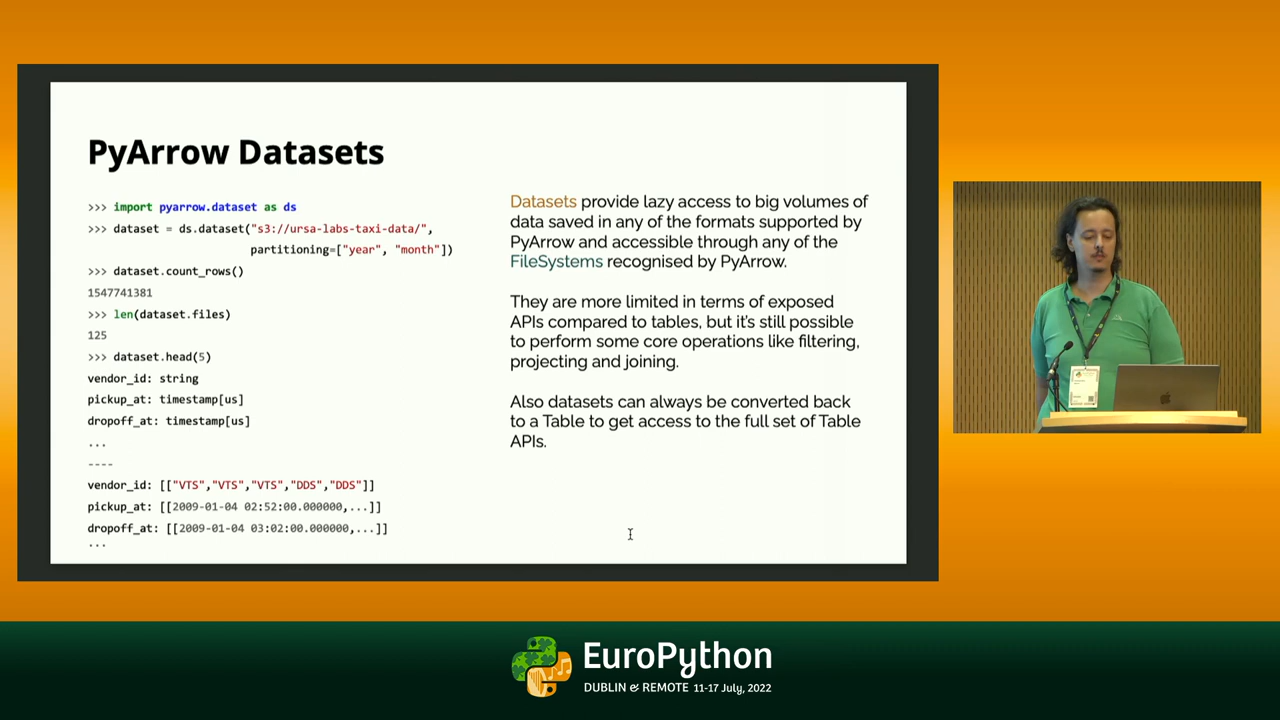 PyArrow Datasets
>>> import pyarrow.dataset as ds
>>> dataset = ds.dataset("s3://ursa-labs-taxi-data/",
partitioning=["year", "month"])
>>> dataset.count_rows()
1547741381
>>> len(dataset.files)
125
>>> dataset.head(5)
vendor_id: string
pickup_at: timestamp[us]
dropoff_at: timestamp[us]
...
----
vendor_id: [["VTS","VTS","VTS","DDS","DDS"]]
pickup_at: [[2009-01-04 02:52:00.000000,...]]
dropoff_at: [[2009-01-04 03:02:00.000000,...]]
...
Datasets provide lazy access to big volumes of
data saved in any of the formats supported by
PyArrow and accessible through any of the
FileSystems recognised by PyArrow.
They are more limited in terms of exposed
APIs compared to tables, but it's still possible
to perform some core operations like filtering,
projecting and joining.
Also datasets can always be converted back
to a Table to get access to the full set of Table
APIs.
EuroPython
DUBLIN & REMOTE 11-17 July, 2022